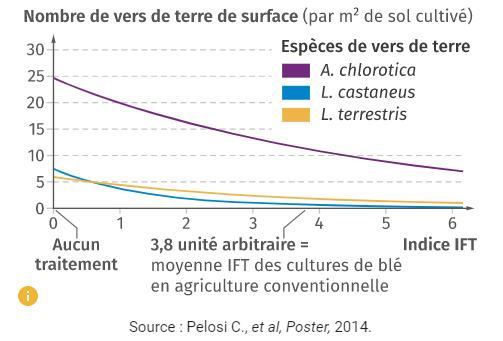 Nombre de vers de terre de surface (par m² de sol cultivé)
Espèces de vers de terre
A. chlorotica
L. castaneus
L. terrestris
30
25
20
15
10
5
0
0 1 2 3 4 5 6
Aucun
traitement
3,8 unité arbitraire =
moyenne IFT des cultures de blé
en agriculture conventionnelle
Indice IFT
i
Source : Pelosi C., et al, Poster, 2014.